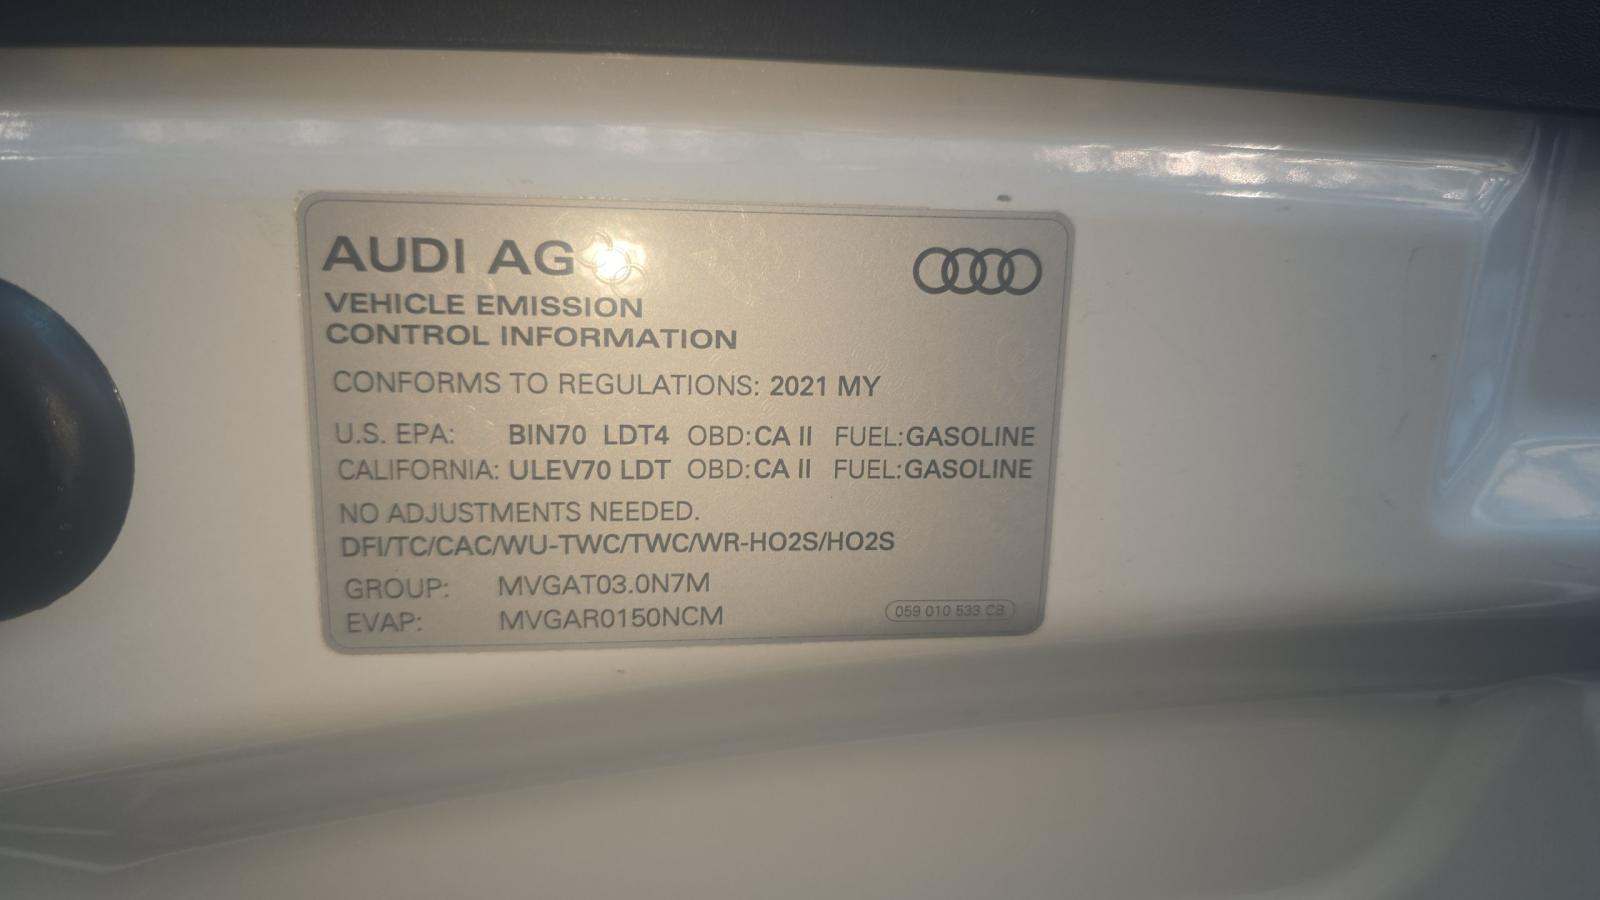 AUDI AG
VEHICLE EMISSION
CONTROL INFORMATION
CONFORMS TO REGULATIONS: 2021 MY
U.S. EPA: BIN70 LDT4 OBD:CA II FUEL:GASOLINE
CALIFORNIA: ULEV70 LDT OBD:CA II FUEL:GASOLINE
NO ADJUSTMENTS NEEDED.
DFI/TC/CAC/WU-TWC/TWC/WR-HO2S/HO2S
GROUP: MVGAT03.0N7M
EVAP: MVGAR0150NCM
059 010 533 CB